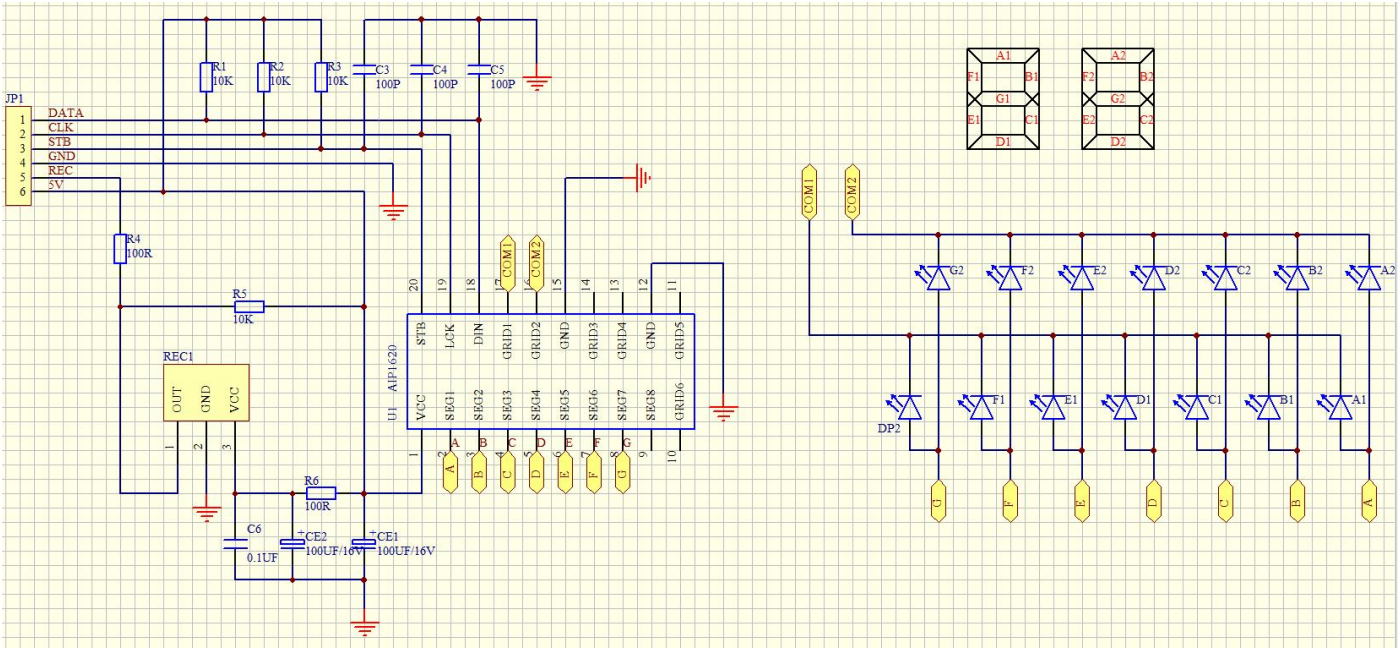 R1
10K
R2
10K
R3
10K
C3
100P
C4
100P
C5
100P
JP1
1 DATA
2 CLK
3 STB
4 GND
5 REC
6 5V
R4
100R
R5
10K
REC1
OUT
GND
VCC
1
2
3
R6
100R
C6
0.1UF
+
CE2
100UF/16V
+
CE1
100UF/16V
COM1
COM2
20
19
18
17
16
15
14
13
12
11
STB
LCK
DIN
GRID1
GRID2
GND
GRID3
GRID4
GND
GRID5
U1
AIP1620
VCC
SEG1
SEG2
SEG3
SEG4
SEG5
SEG6
SEG7
SEG8
GRID6
1
2
3
4
5
6
7
8
9
10
A
B
C
D
E
F
G
A
B
C
D
E
F
G
A1
F1
B1
G1
E1
C1
D1
A2
F2
B2
G2
E2
C2
D2
COM1
COM2
G2
F2
E2
D2
C2
B2
A2
DP2
F1
E1
D1
C1
B1
A1
G
F
E
D
C
B
A